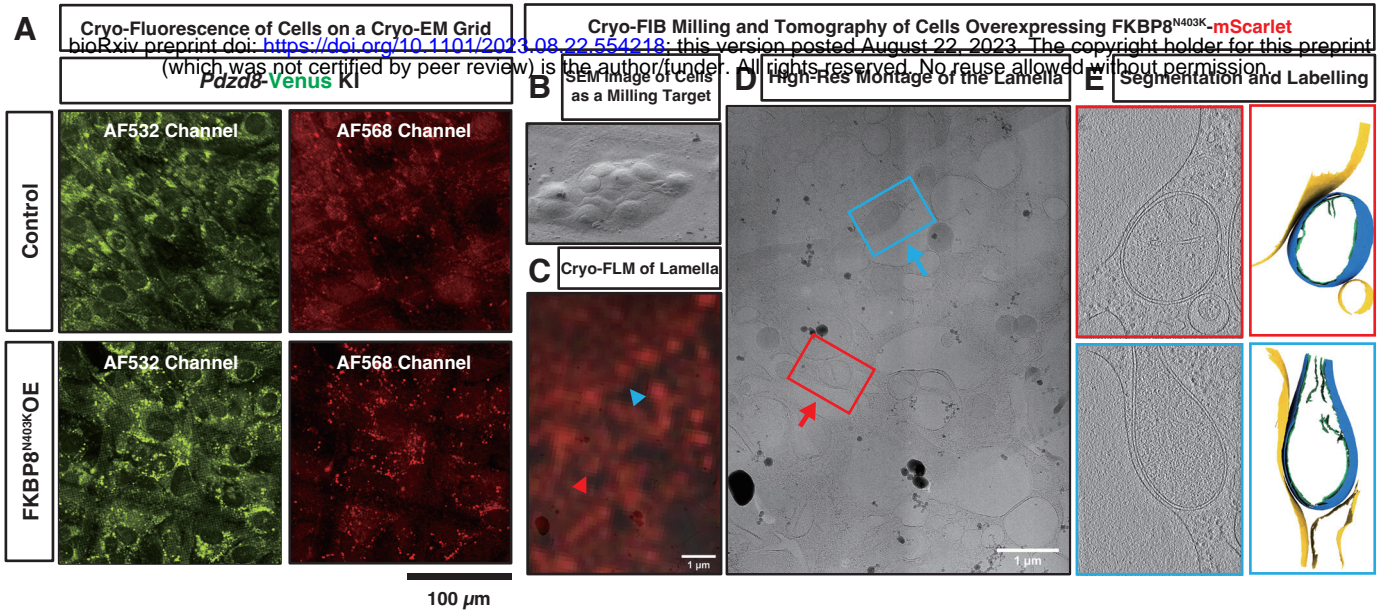 A
Cryo-Fluorescence of Cells on a Cryo-EM Grid
Cryo-FIB Milling and Tomography of Cells Overexpressing FKBP8N403K-mScarlet
bioRxiv preprint doi: https://doi.org/10.1101/2023.08.22.554218; this version posted August 22, 2023. The copyright holder for this preprint
(which was not certified by peer review) is the author/funder. All rights reserved. No reuse allowed without permission.
Pdzd8-Venus KI
B
SEM Image of Cells
as a Milling Target
D
High-Res Montage of the Lamella
E
Segmentation and Labelling
Control
AF532 Channel
AF568 Channel
C
Cryo-FLM of Lamella
FKBP8N403KOE
AF532 Channel
AF568 Channel
1 µm
1 µm
100 µm